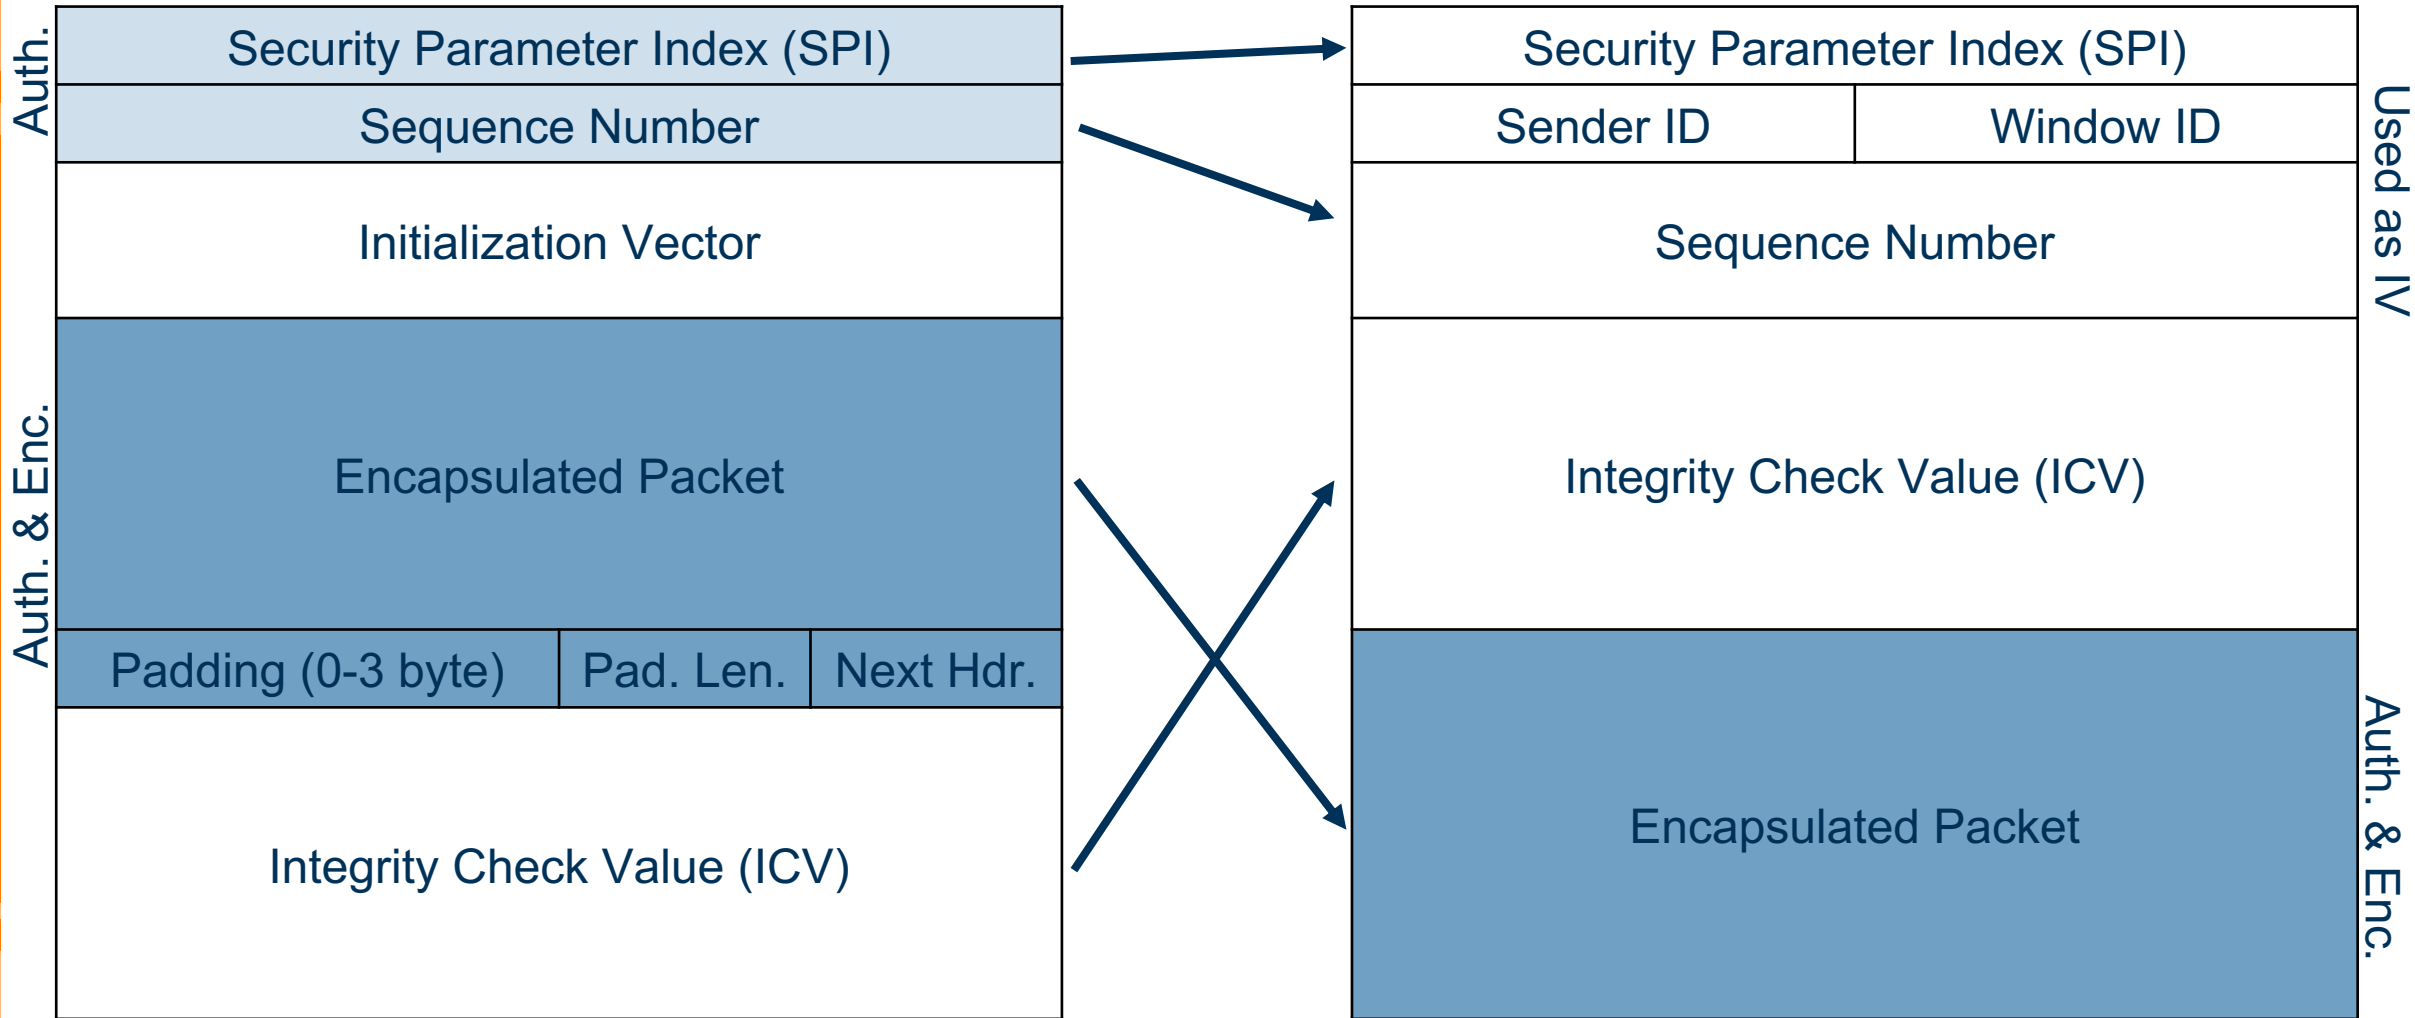 Auth.
Security Parameter Index (SPI)
Sequence Number
Initialization Vector
Auth. & Enc.
Encapsulated Packet
Padding (0-3 byte)
Pad. Len.
Next Hdr.
Integrity Check Value (ICV)
Security Parameter Index (SPI)
Sender ID
Window ID
Sequence Number
Used as IV
Integrity Check Value (ICV)
Encapsulated Packet
Auth. & Enc.